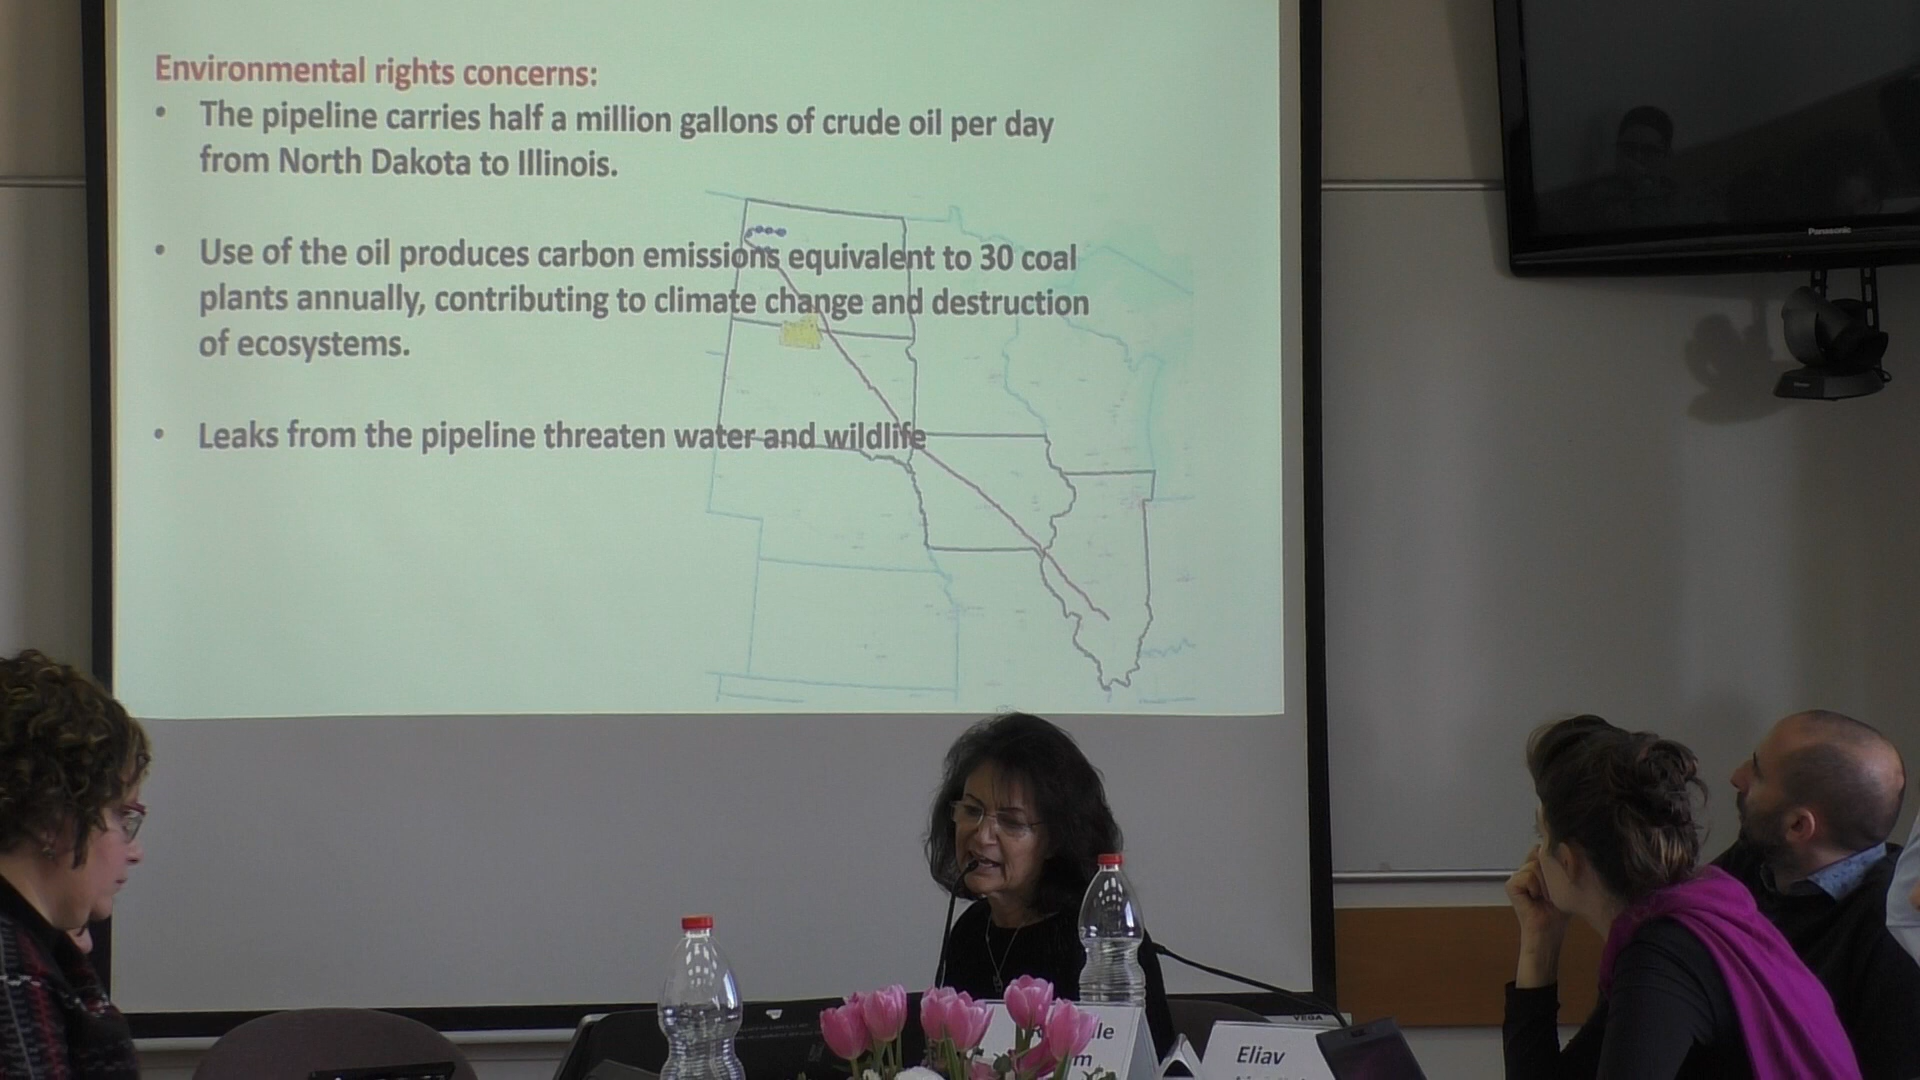 Environmental rights concerns:
• The pipeline carries half a million gallons of crude oil per day
from North Dakota to Illinois.
• Use of the oil produces carbon emissions equivalent to 30 coal
plants annually, contributing to climate change and destruction
of ecosystems.
• Leaks from the pipeline threaten water and wildlife
Panasonic
VEGA
Eliav